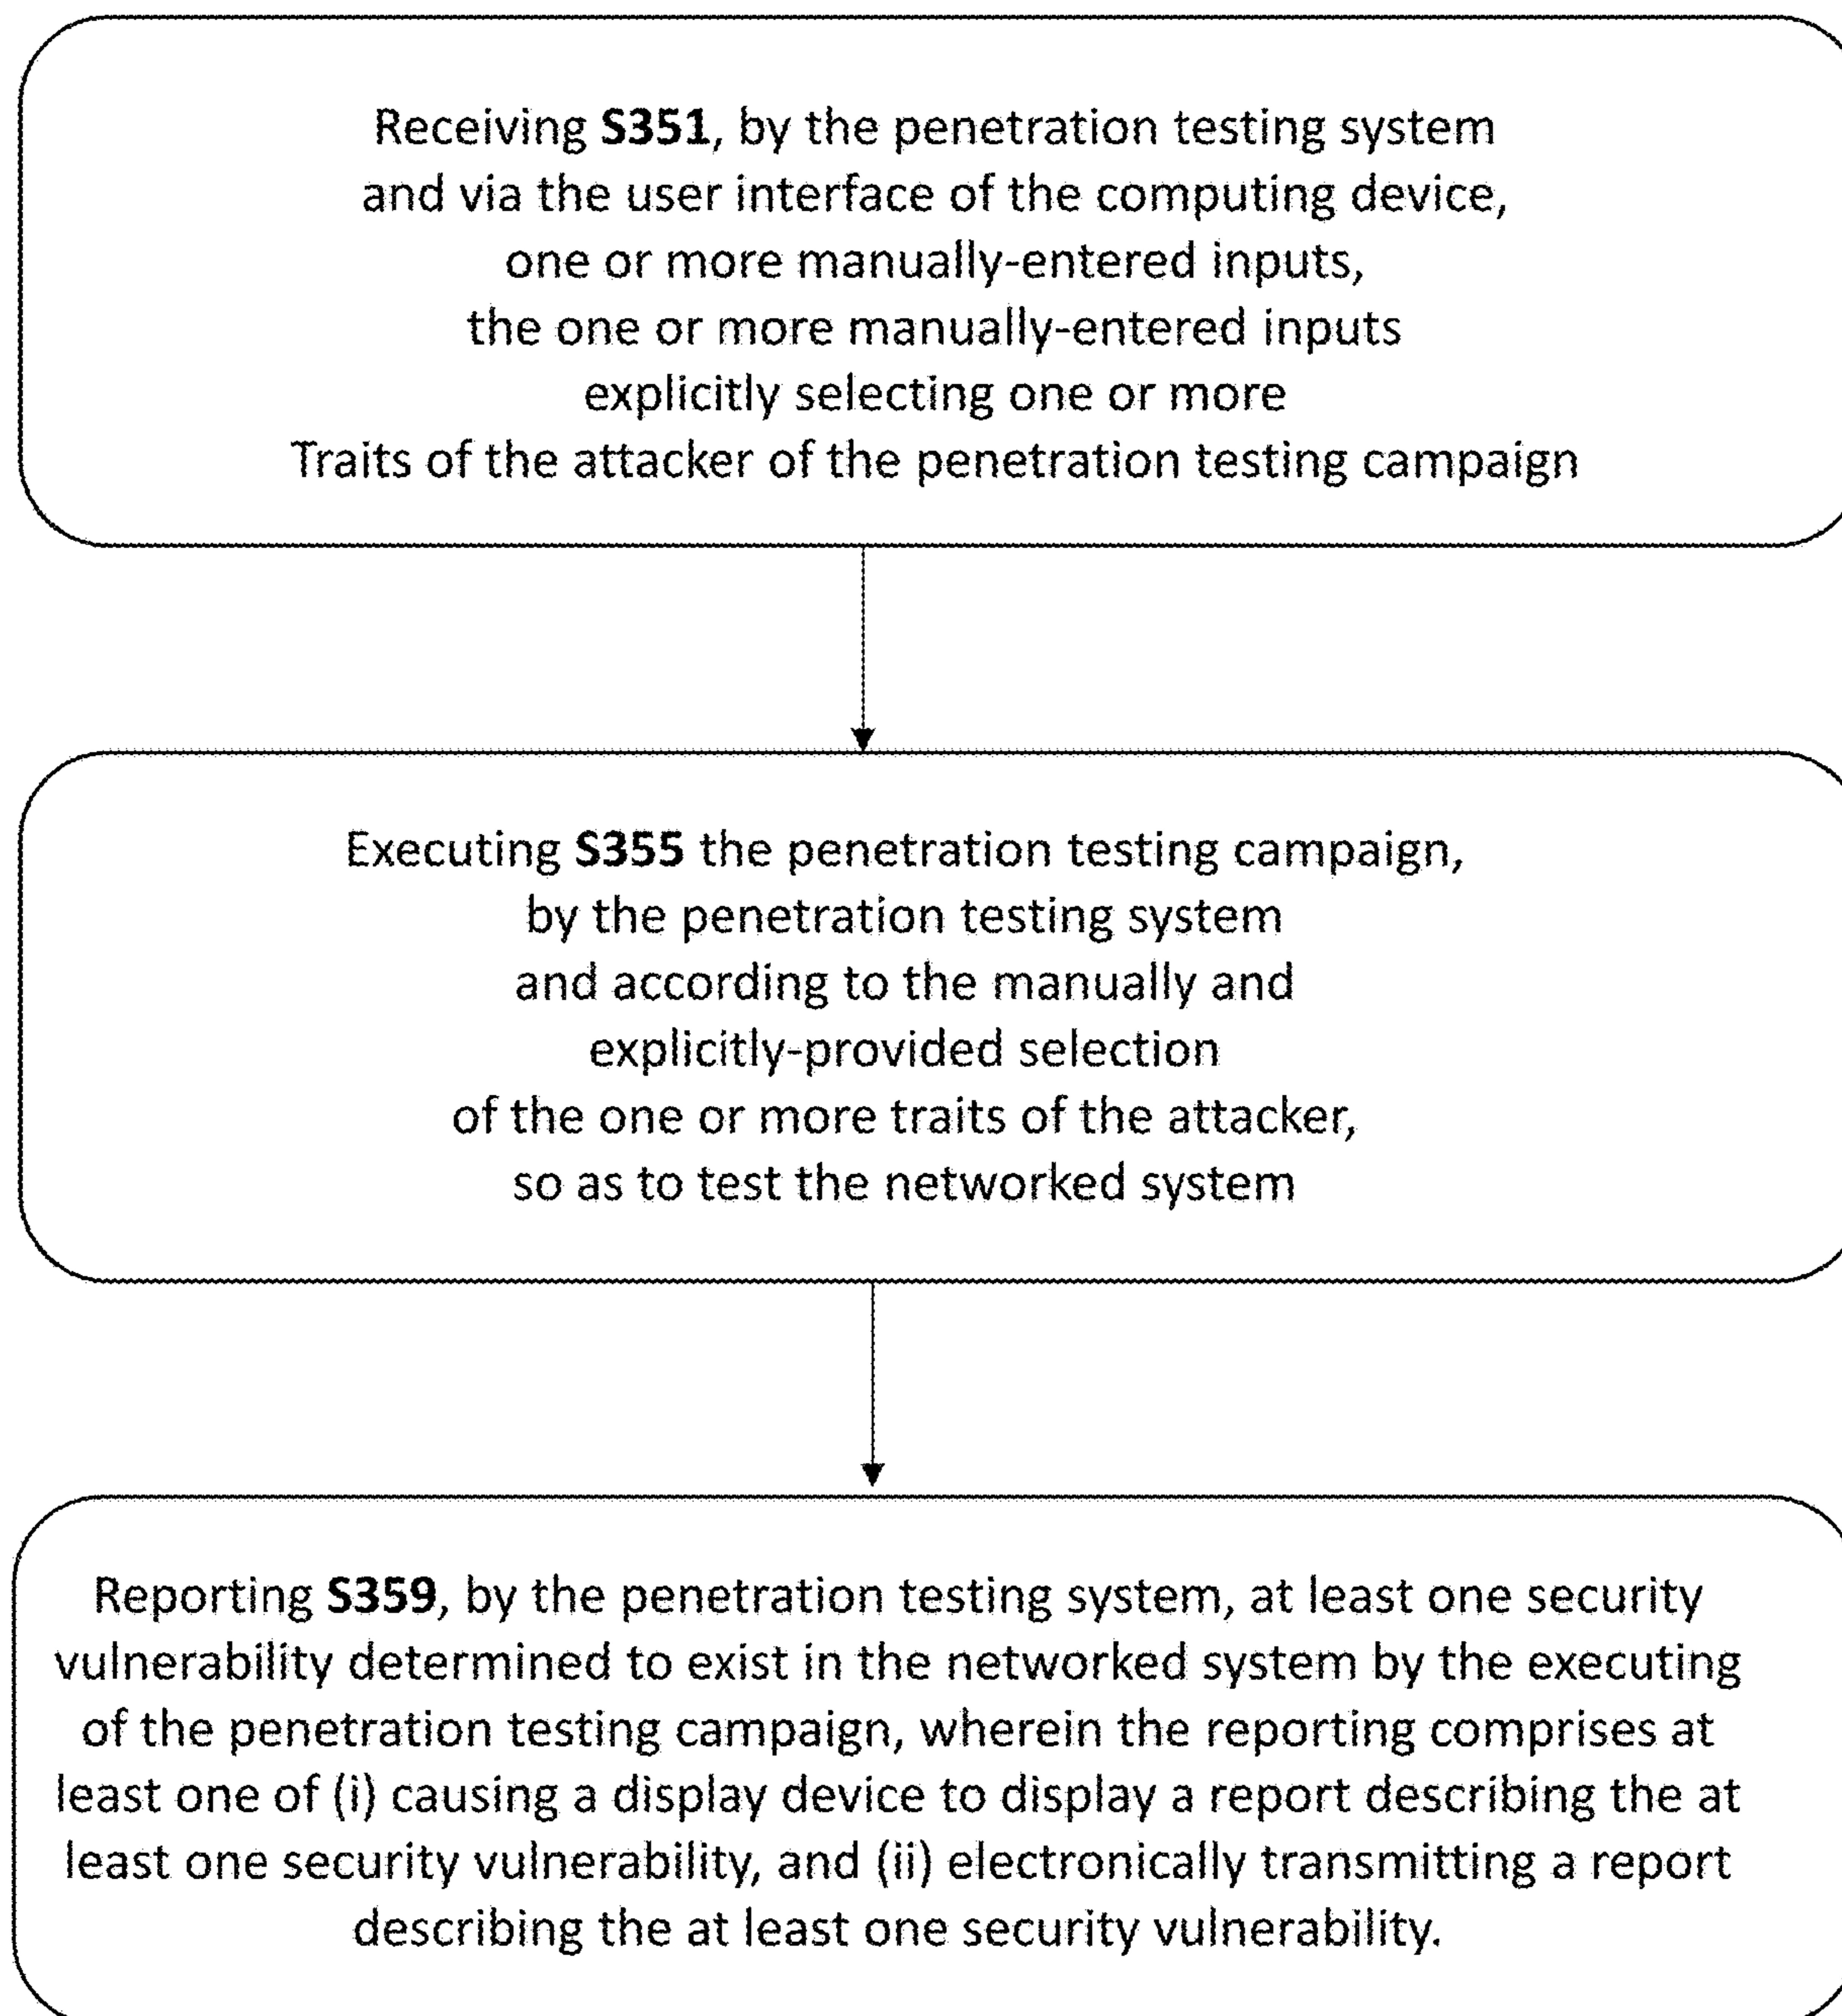 Receiving S351, by the penetration testing system
and via the user interface of the computing device,
one or more manually-entered inputs,
the one or more manually-entered inputs
explicitly selecting one or more
Traits of the attacker of the penetration testing campaign
Executing S355 the penetration testing campaign,
by the penetration testing system
and according to the manually and
explicitly-provided selection
of the one or more traits of the attacker,
so as to test the networked system
Reporting S359, by the penetration testing system, at least one security
vulnerability determined to exist in the networked system by the executing
of the penetration testing campaign, wherein the reporting comprises at
least one of (i) causing a display device to display a report describing the at
least one security vulnerability, and (ii) electronically transmitting a report
describing the at least one security vulnerability.